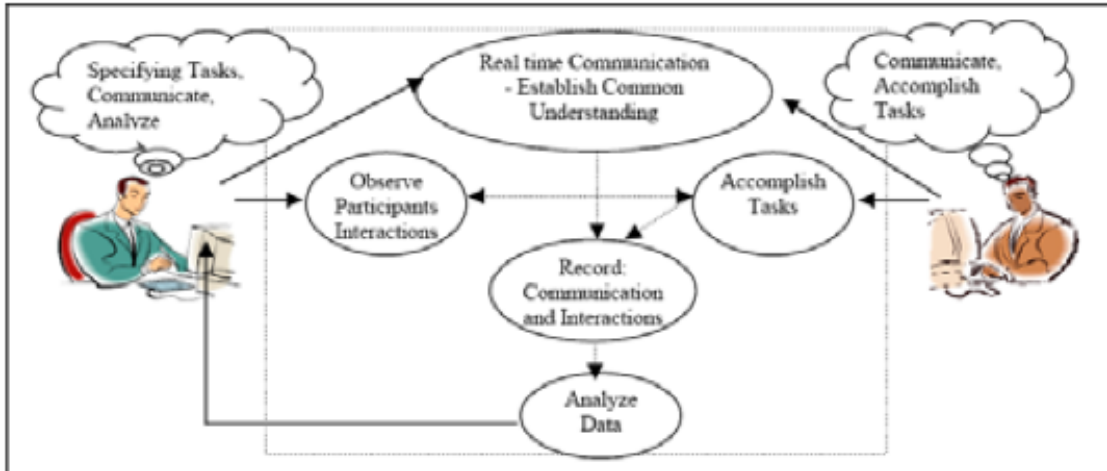 Specifying Tasks,
Communicate,
Analyze
Real time Communication
- Establish Common
Understanding
Communicate,
Accomplish
Tasks
Observe
Participants
Interactions
Accomplish
Tasks
Record:
Communication
and Interactions
Analyze
Data